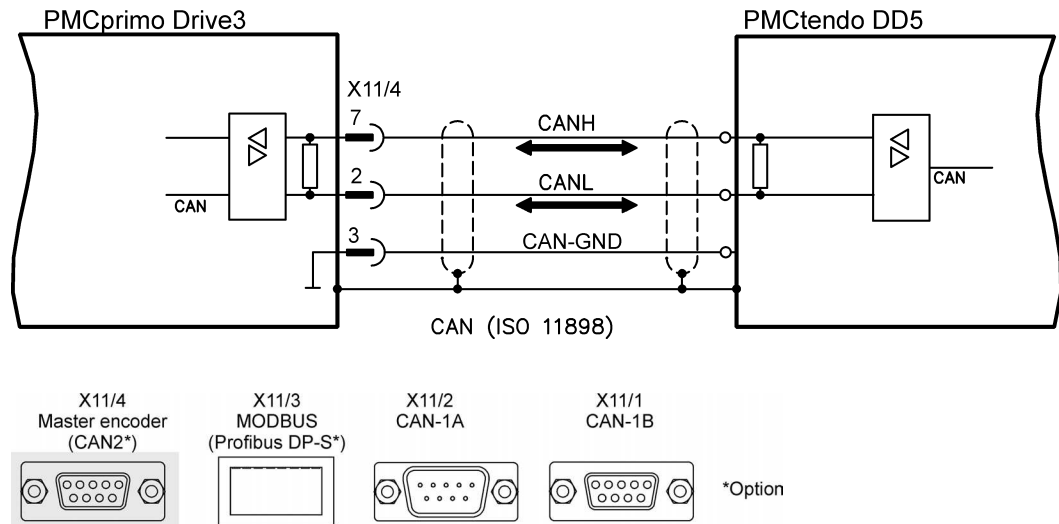 PMCprimo Drive3
PMCtendo DD5
X11/4
7
CANH
2
CANL
CAN
CAN
3
CAN-GND
CAN (ISO 11898)
X11/4
Master encoder
(CAN2*)
X11/3
MODBUS
(Profibus DP-S*)
X11/2
CAN-1A
X11/1
CAN-1B
*Option